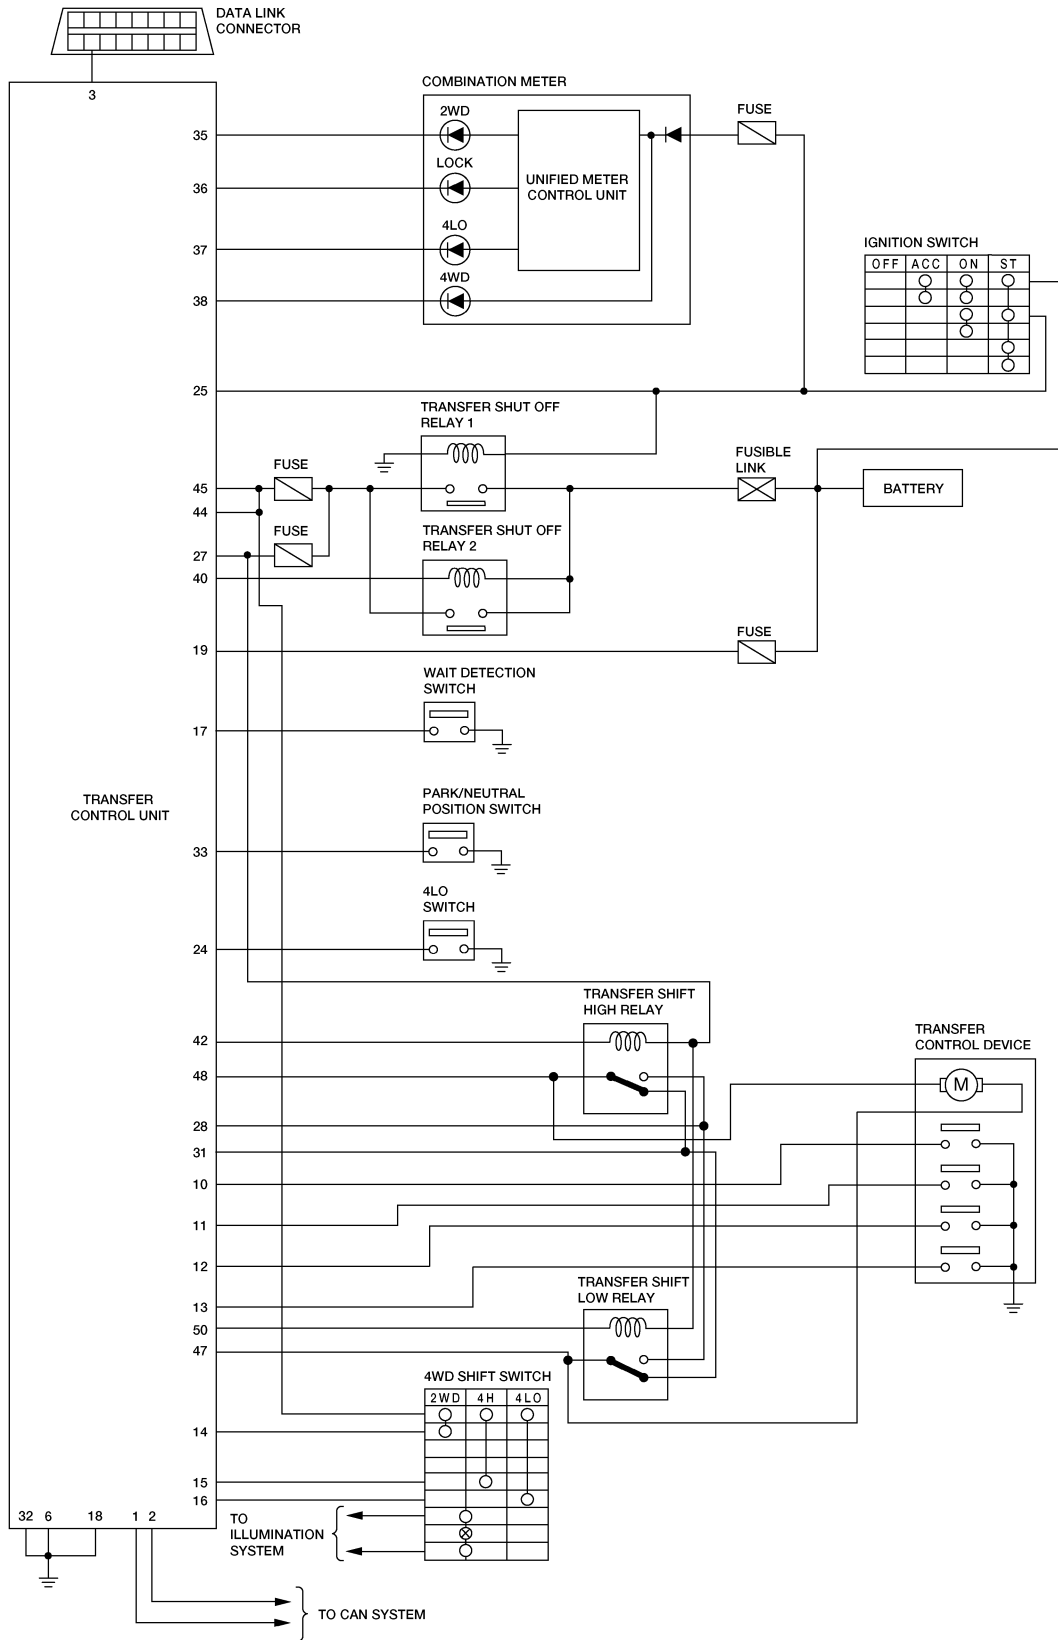 DATA LINK
CONNECTOR
3
COMBINATION METER
35
2WD
FUSE
36
LOCK
UNIFIED METER
CONTROL UNIT
37
4LO
38
4WD
IGNITION SWITCH
OFF ACC ON ST
25
TRANSFER SHUT OFF
RELAY 1
FUSE
FUSIBLE
LINK
45
BATTERY
44
FUSE
TRANSFER SHUT OFF
RELAY 2
27
40
FUSE
19
WAIT DETECTION
SWITCH
17
TRANSFER
CONTROL UNIT
PARK/NEUTRAL
POSITION SWITCH
33
4LO
SWITCH
24
TRANSFER SHIFT
HIGH RELAY
TRANSFER
CONTROL DEVICE
42
48
M
28
31
10
11
12
13
TRANSFER SHIFT
LOW RELAY
50
47
4WD SHIFT SWITCH
2WD 4H 4LO
14
15
16
32 6 18 1 2
TO
ILLUMINATION
SYSTEM
TO CAN SYSTEM